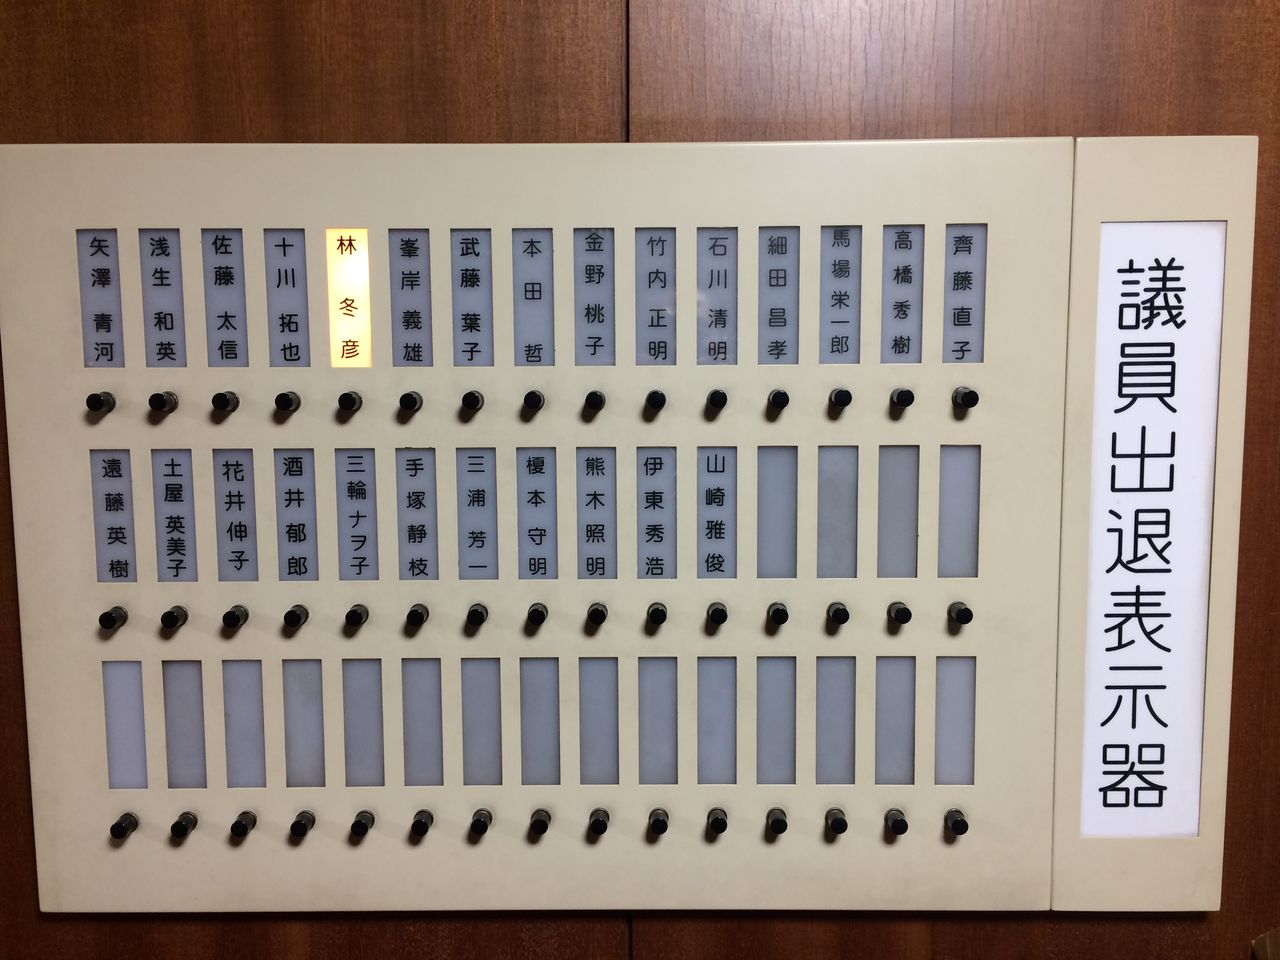 議員出退表示器
齊藤直子
高橋秀樹
馬場栄一郎
細田昌孝
石川清明
竹内正明
金野桃子
本田哲
武藤葉子
峯岸義雄
林冬彦
十川拓也
佐藤太信
浅生和英
矢澤青河
山崎雅俊
伊東秀浩
熊木照明
榎本守明
三浦芳一
手塚静枝
三輪ナヲ子
酒井郁郎
花井伸子
土屋英美子
遠藤英樹